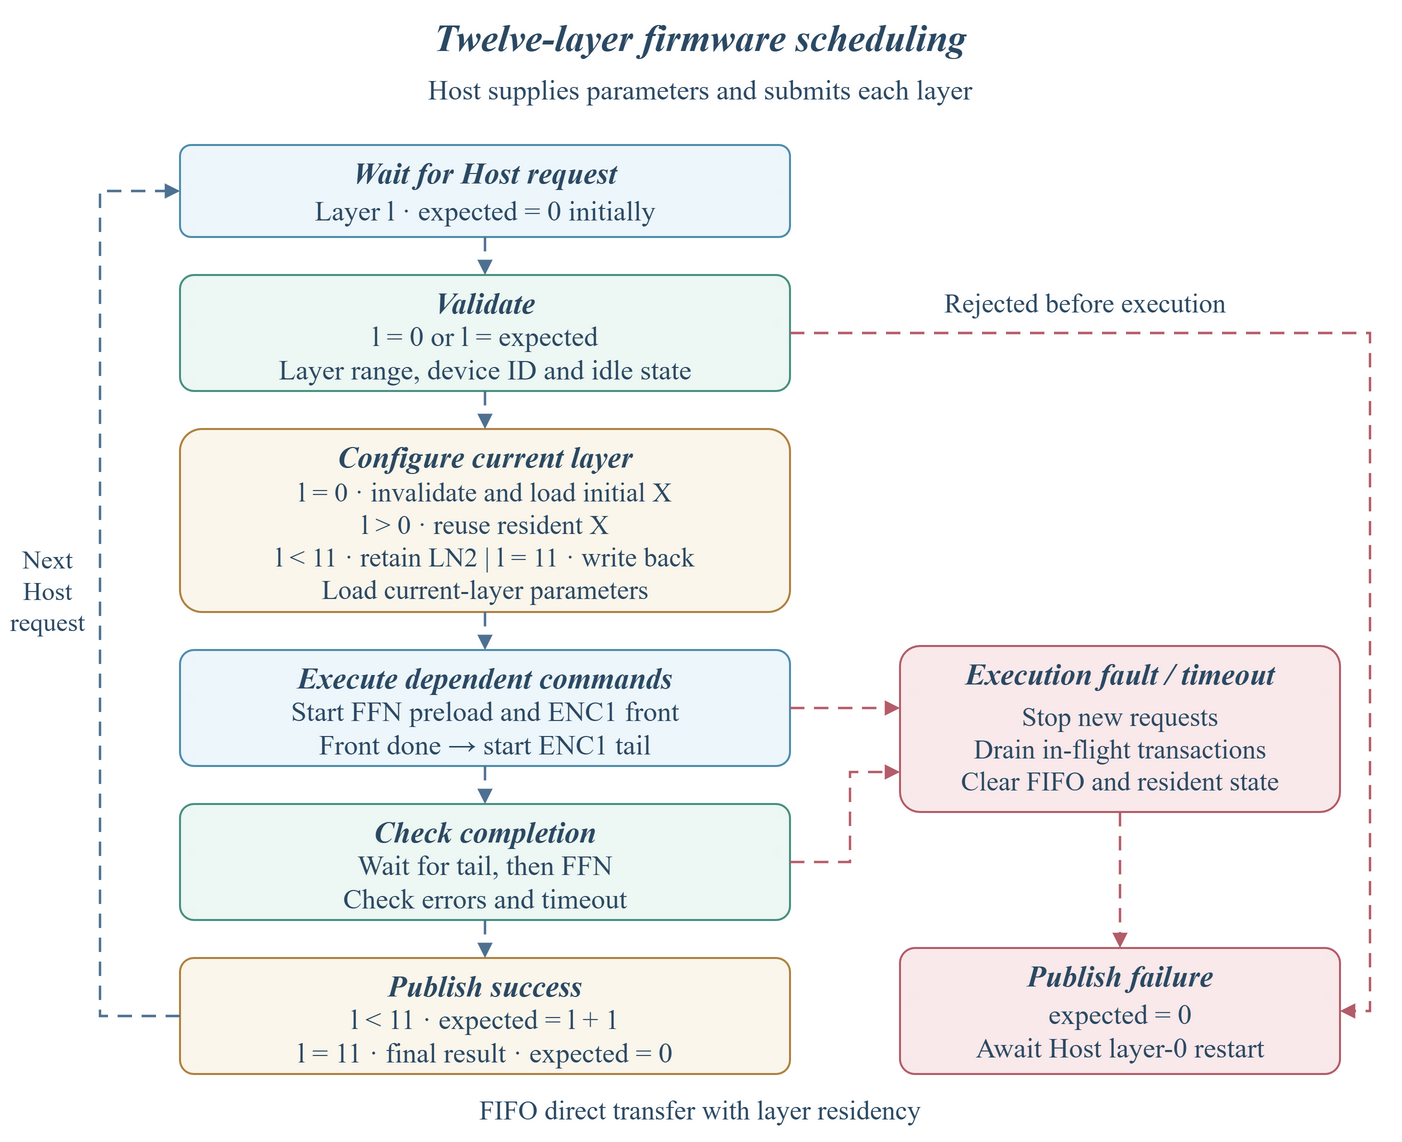 Twelve-layer firmware scheduling
Host supplies parameters and submits each layer
Wait for Host request
Layer l · expected = 0 initially
Validate
l = 0 or l = expected
Layer range, device ID and idle state
Rejected before execution
Configure current layer
l = 0 · invalidate and load initial X
l > 0 · reuse resident X
l < 11 · retain LN2 | l = 11 · write back
Load current-layer parameters
Next
Host
request
Execute dependent commands
Start FFN preload and ENC1 front
Front done → start ENC1 tail
Execution fault / timeout
Stop new requests
Drain in-flight transactions
Clear FIFO and resident state
Check completion
Wait for tail, then FFN
Check errors and timeout
Publish success
l < 11 · expected = l + 1
l = 11 · final result · expected = 0
Publish failure
expected = 0
Await Host layer-0 restart
FIFO direct transfer with layer residency